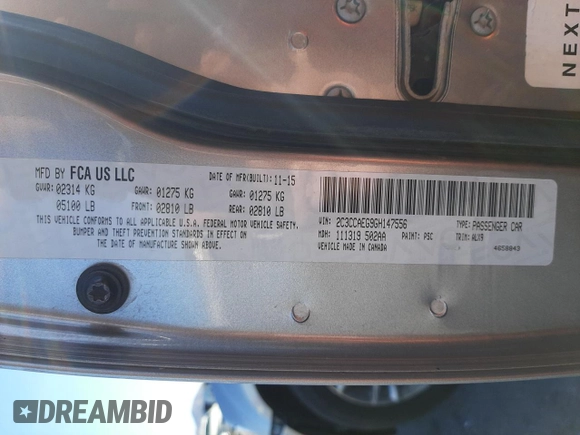 NEXT
MFD BY FCA US LLC
DATE OF MFR(BUILT): 11-15
GVWR: 02314 KG GAWR: 01275 KG GAWR: 01275 KG
05100 LB FRONT: 02810 LB REAR: 02810 LB
THIS VEHICLE CONFORMS TO ALL APPLICABLE U.S.A. FEDERAL MOTOR VEHICLE SAFETY,
BUMPER AND THEFT PREVENTION STANDARDS IN EFFECT ON
THE DATE OF MANUFACTURE SHOWN ABOVE.
VIN: 2C3CCAEG9GH147556 TYPE: PASSENGER CAR
MDH: 111319 502AA PAINT: PSC TRIM: ALX9
VEHICLE MADE IN CANADA 4658843
DREAMBID